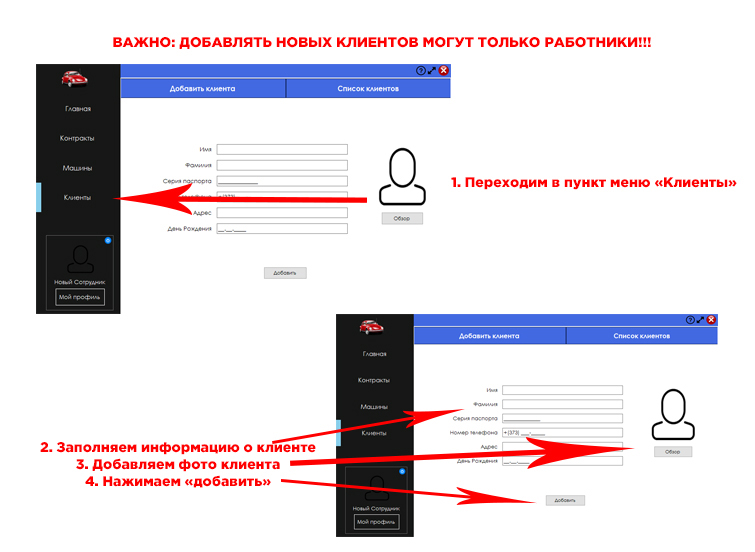 ВАЖНО: ДОБАВЛЯТЬ НОВЫХ КЛИЕНТОВ МОГУТ ТОЛЬКО РАБОТНИКИ!!!
?
Добавить клиента
Список клиентов
Главная
Контракты
Машины
Клиенты
Имя
Фамилия
Серия паспорта
+(373)
Адрес
День Рождения
__.__.____
Обзор
Добавить
Новый Сотрудник
Мой профиль
1. Переходим в пункт меню «Клиенты»
?
Добавить клиента
Список клиентов
Главная
Контракты
Машины
Клиенты
Имя
Фамилия
Серия паспорта
Номер телефона
+(373) ___-_____
Адрес
День Рождения
__.__.____
Обзор
Добавить
Новый Сотрудник
Мой профиль
2. Заполняем информацию о клиенте
3. Добавляем фото клиента
4. Нажимаем «добавить»